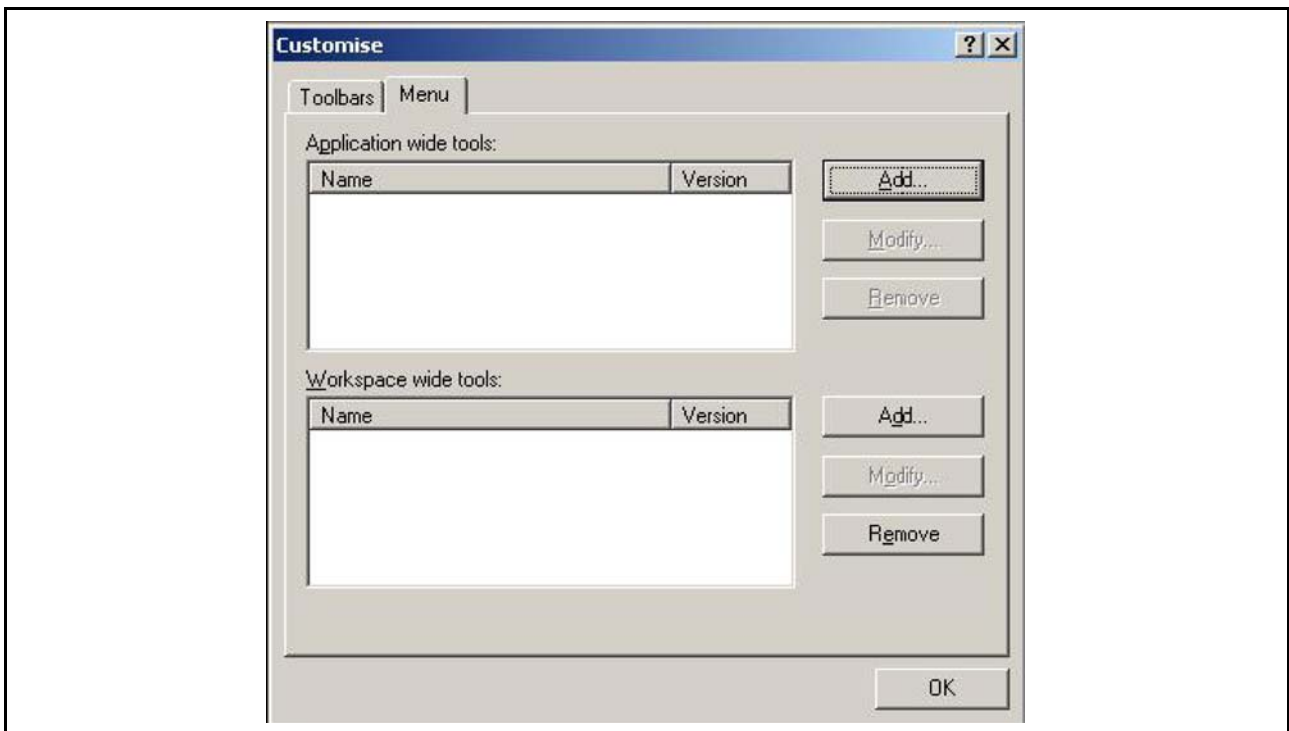 Customise
Toolbars Menu
Application wide tools:
Name Version
Add...
Modify....
Remove
Workspace wide tools:
Name Version
Add...
Modify...
Remove
OK